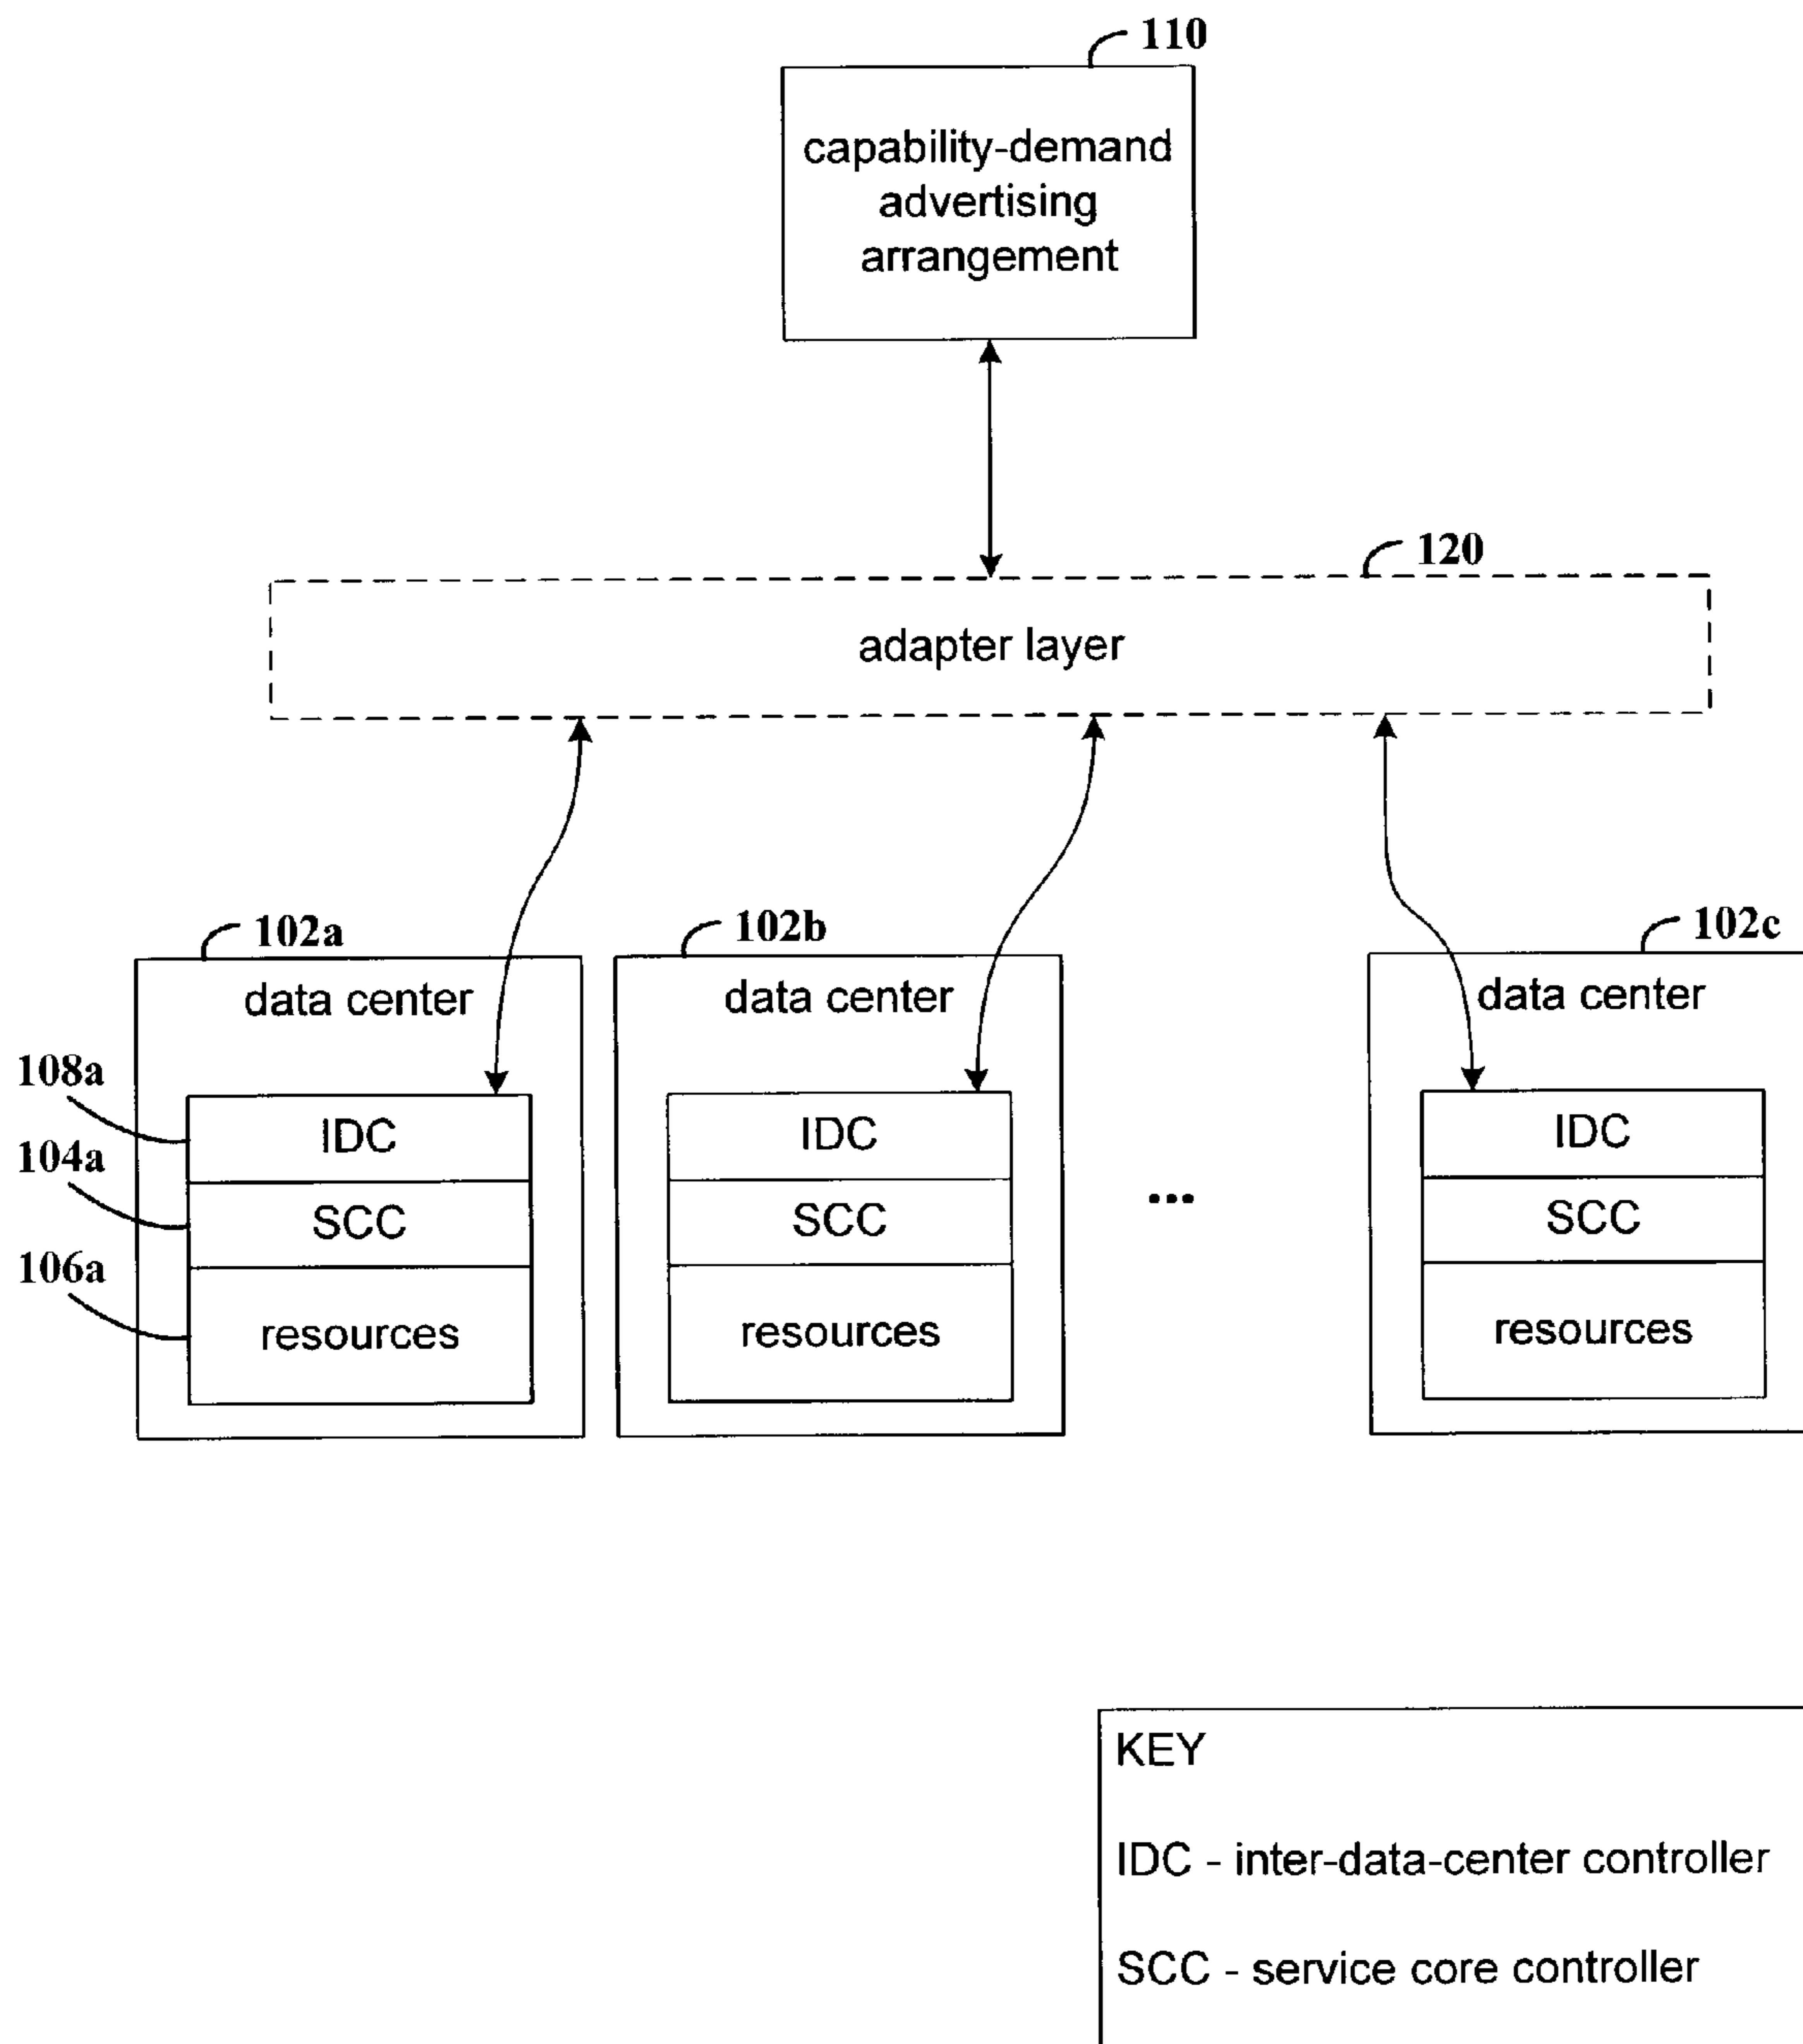 110
capability-demand
advertising
arrangement
120
adapter layer
102a
102b
102c
data center
data center
data center
108a
IDC
IDC
IDC
104a
SCC
SCC
...
SCC
106a
resources
resources
resources
KEY
IDC - inter-data-center controller
SCC - service core controller